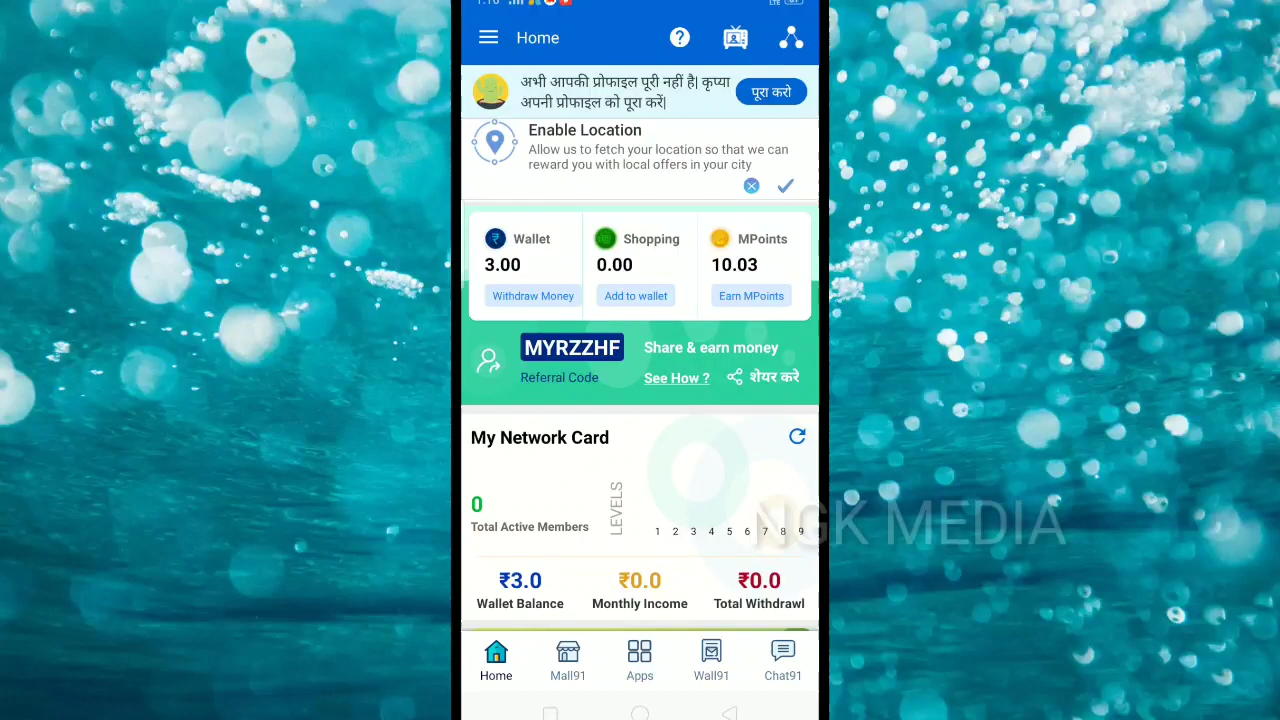 Home
अभी आपकी प्रोफाइल पूरी नहीं है| कृप्या
अपनी प्रोफाइल को पूरा करें|
पूरा करो
Enable Location
Allow us to fetch your location so that we can
reward you with local offers in your city
Wallet Shopping MPoints
3.00 0.00 10.03
Withdraw Money Add to wallet Earn MPoints
MYRZZHF
Referral Code
Share & earn money
See How ? शेयर करे
My Network Card
0
Total Active Members
LEVELS
1 2 3 4 5 6 7 8 9
NGK MEDIA
₹3.0 ₹0.0 ₹0.0
Wallet Balance Monthly Income Total Withdrawl
Home Mall91 Apps Wall91 Chat91